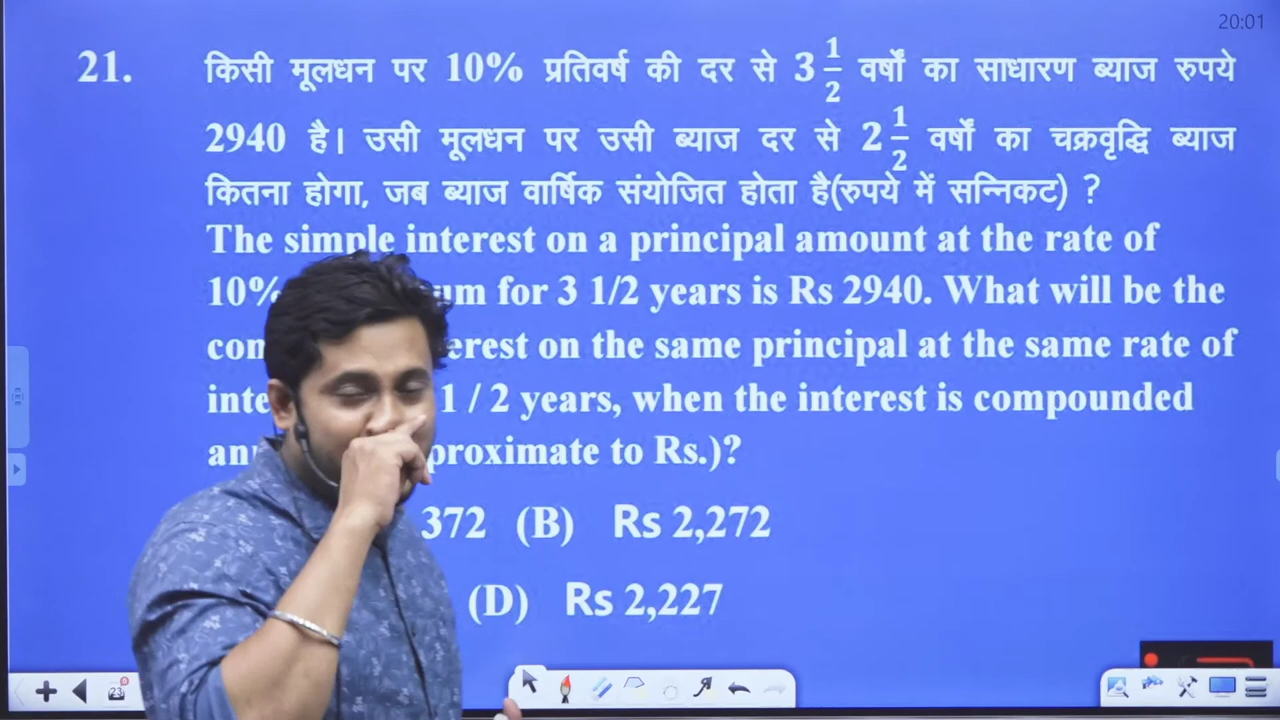 20:01
21. किसी मूलधन पर 10% प्रतिवर्ष की दर से 3 1/2 वर्षों का साधारण ब्याज रुपये
2940 है। उसी मूलधन पर उसी ब्याज दर से 2 1/2 वर्षों का चक्रवृद्धि ब्याज
कितना होगा, जब ब्याज वार्षिक संयोजित होता है(रुपये में सन्निकट) ?
The simple interest on a principal amount at the rate of
10% um for 3 1/2 years is Rs 2940. What will be the
con erest on the same principal at the same rate of
inte 1 / 2 years, when the interest is compounded
an proximate to Rs.)?
372 (B) Rs 2,272
(D) Rs 2,227
23